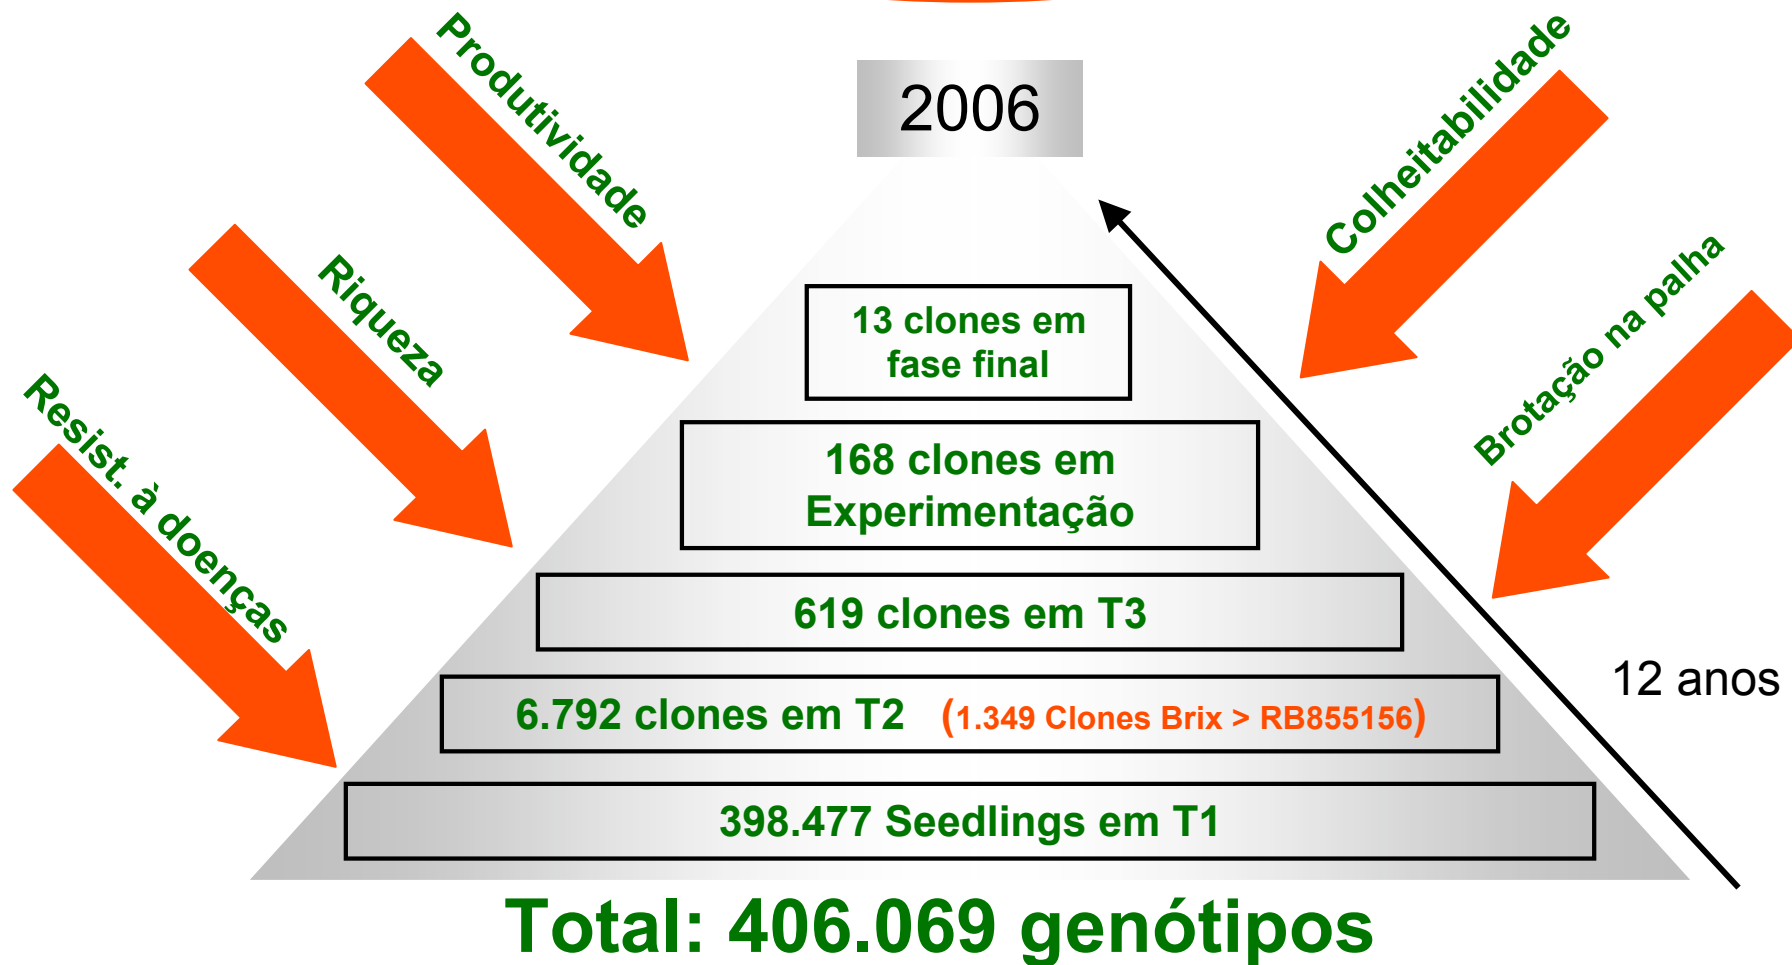 2006
Produtividade
Riqueza
Resist. à doenças
Colheitabilidade
Brotação na palha
13 clones em
fase final
168 clones em
Experimentação
619 clones em T3
6.792 clones em T2 (1.349 Clones Brix > RB855156)
398.477 Seedlings em T1
12 anos
Total: 406.069 genótipos